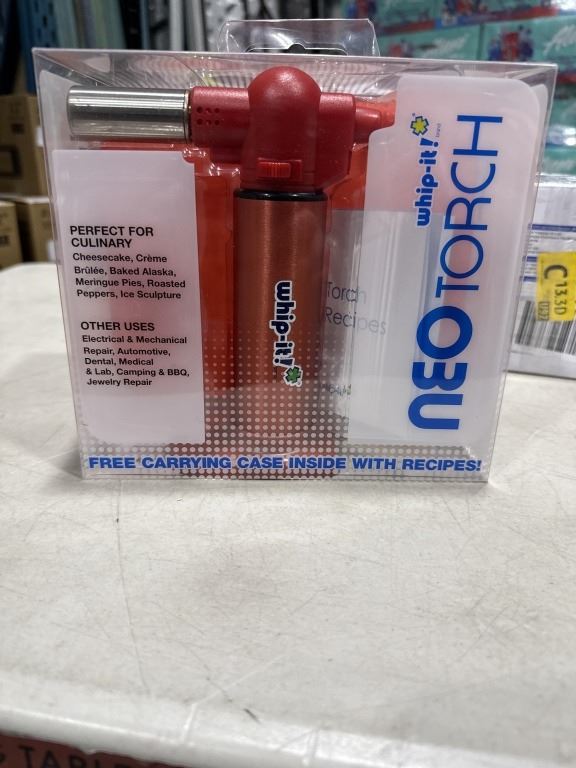 PERFECT FOR
CULINARY
Cheesecake, Crème
Brûlée, Baked Alaska,
Meringue Pies, Roasted
Peppers, Ice Sculpture
OTHER USES
Electrical & Mechanical
Repair, Automotive,
Dental, Medical
& Lab, Camping & BBQ,
Jewelry Repair
whip-it!
Torch
Recipes
whip-it!
brand
NEO TORCH
FREE CARRYING CASE INSIDE WITH RECIPES!
C13.3D